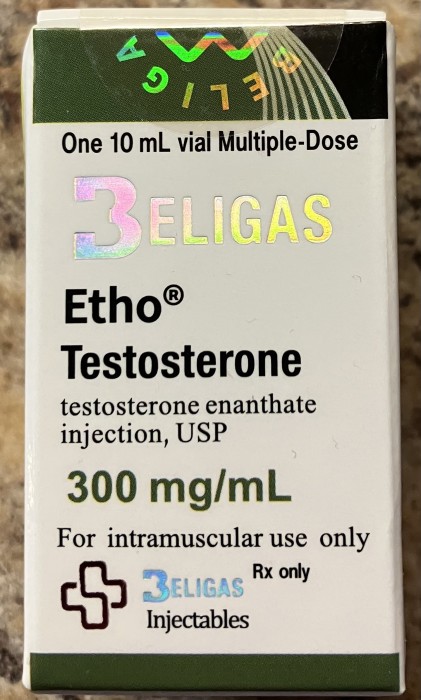 BELIGA
One 10 mL vial Multiple-Dose
BELIGAS
Etho®
Testosterone
testosterone enanthate
injection, USP
300 mg/mL
For intramuscular use only
BELIGAS Rx only
Injectables